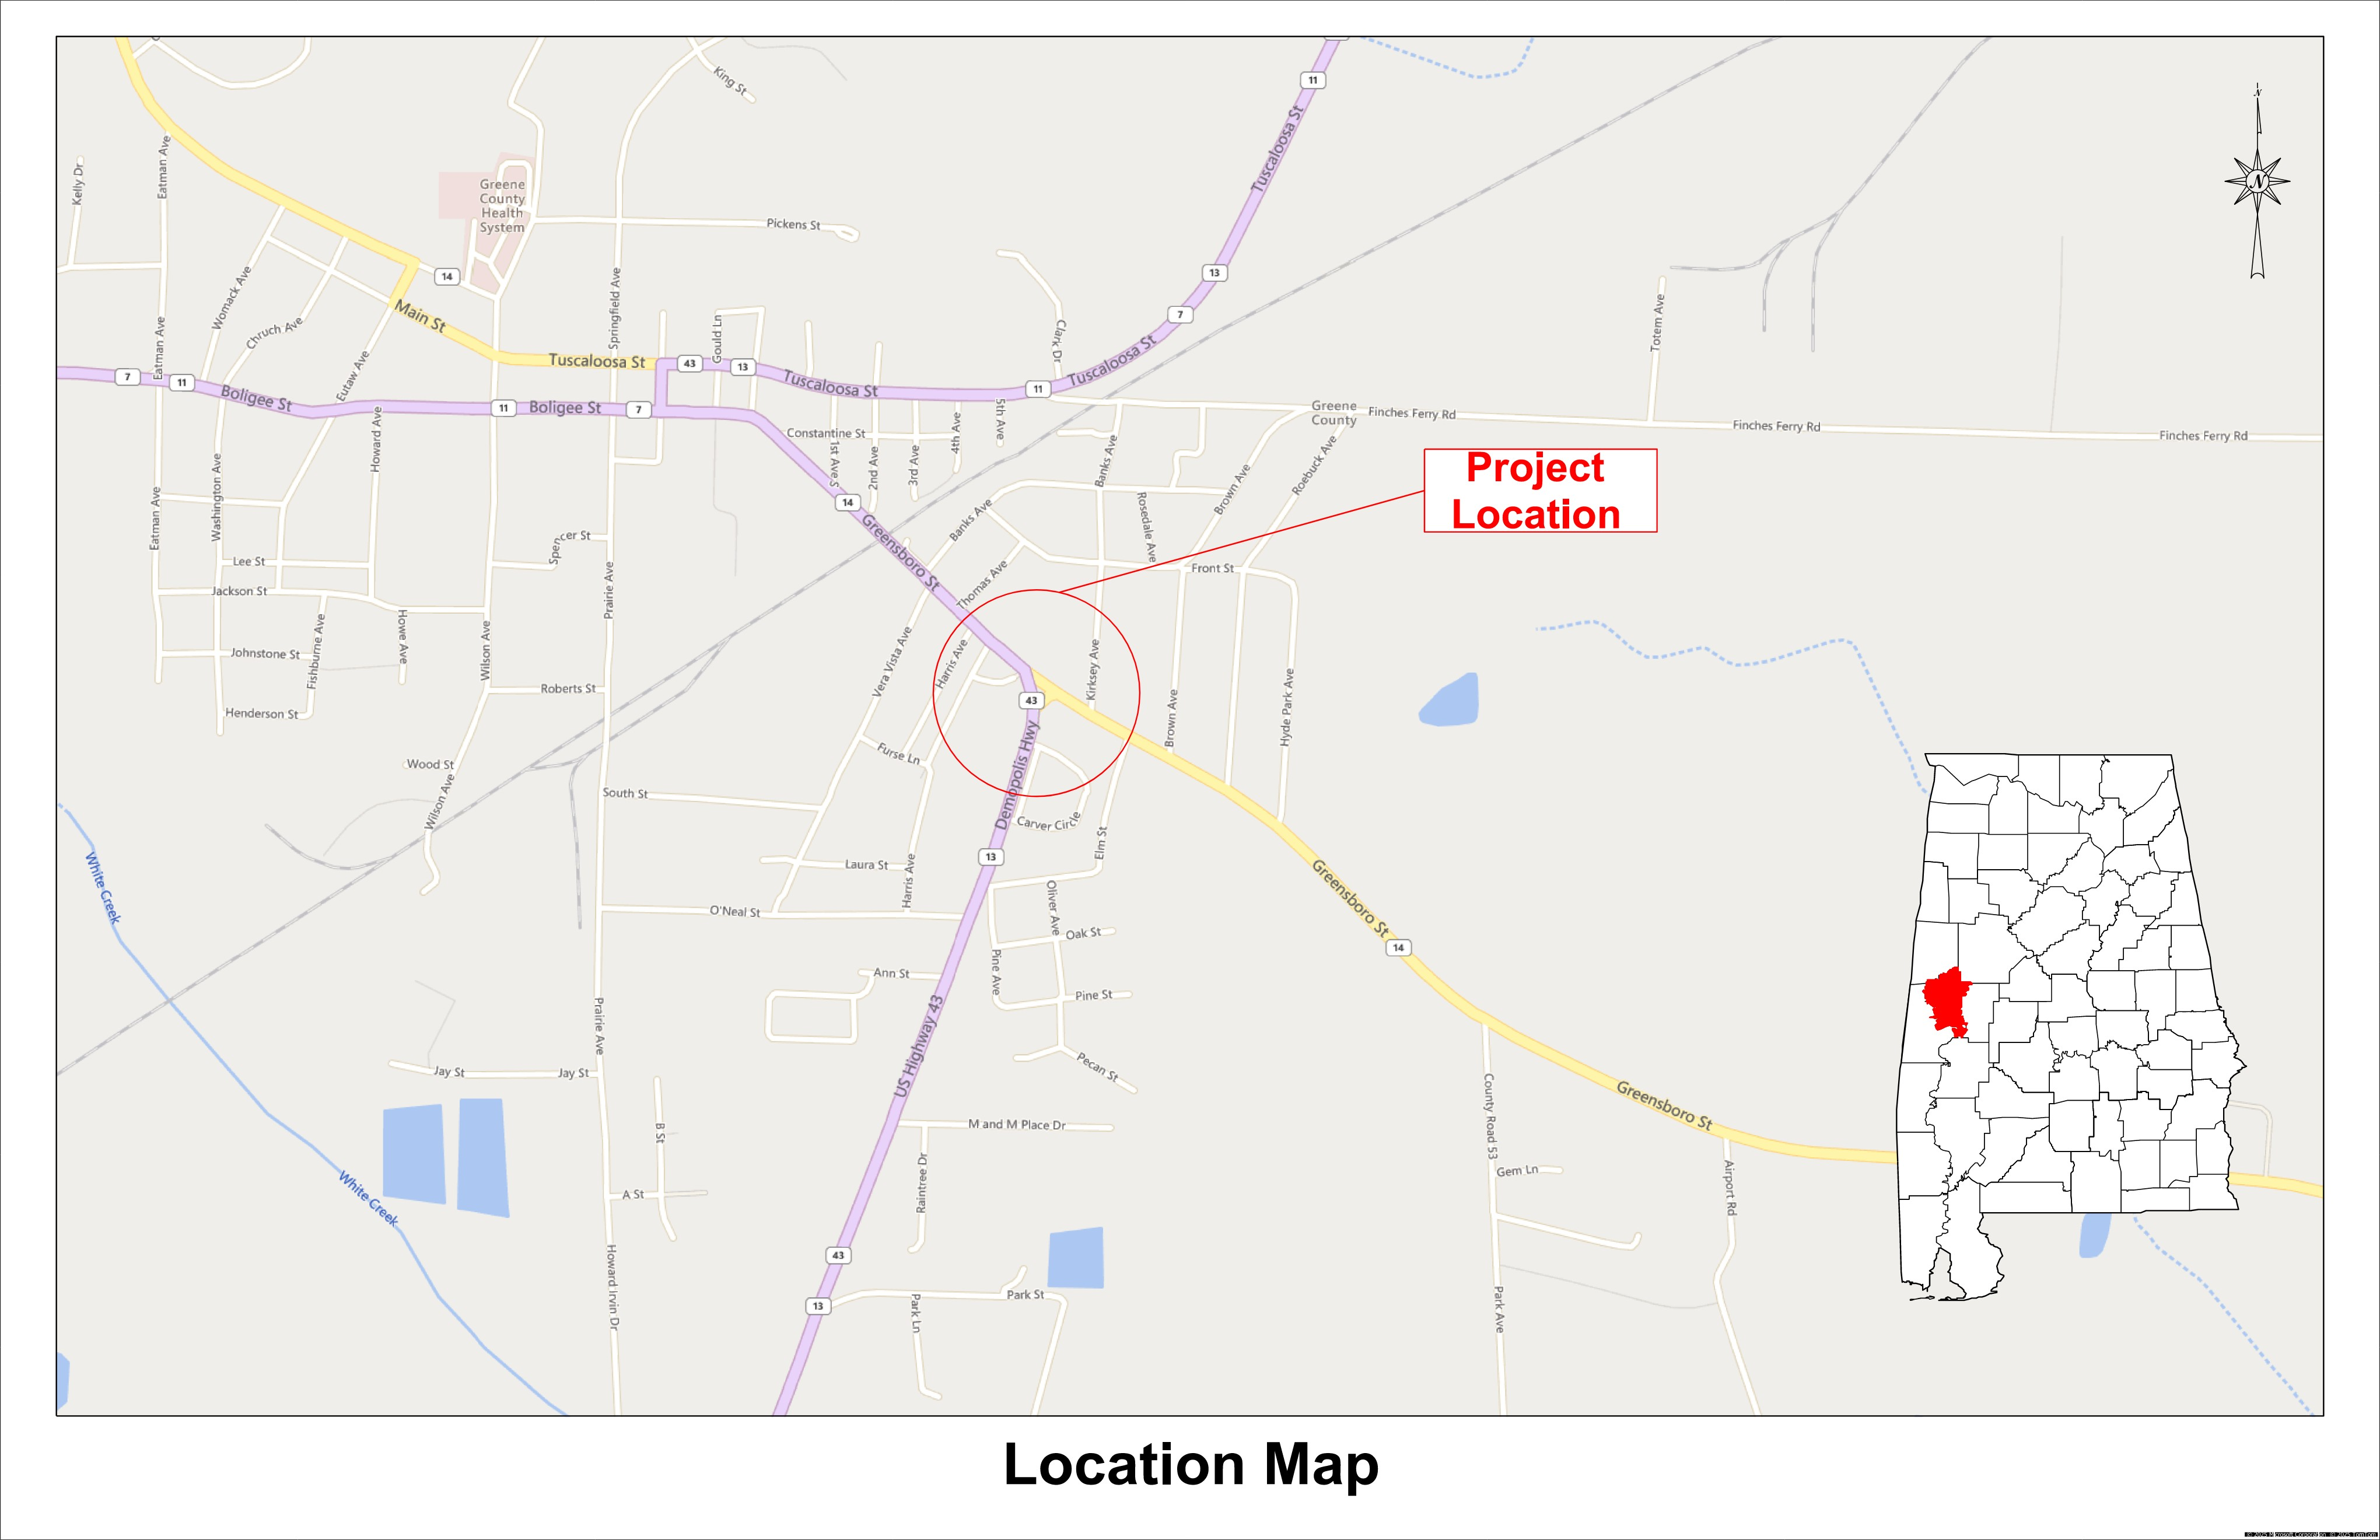 King St
11
N
Tuscaloosa St
Kelly Dr
Eatman Ave
Greene
County
Health
System
N
Pickens St
14
13
Womack Ave
Springfield Ave
Main St
Chruch Ave
7
Totem Ave
Gould Ln
Clark Dr
Eatman Ave
Tuscaloosa St
43
13
Tuscaloosa St
Eutaw Ave
7
11
Tuscaloosa St
11
Boligee St
11
Boligee St
7
Greene
County
Finches Ferry Rd
Finches Ferry Rd
Finches Ferry Rd
Howard Ave
Constantine St
1st Ave S
2nd Ave
3rd Ave
4th Ave
5th Ave
Banks Ave
Brown Ave
Roebuck Ave
Project
Location
Washington Ave
Eatman Ave
14
Greensboro St
Banks Ave
Rosedale Ave
Spencer St
Lee St
Front St
Jackson St
Prairie Ave
Thomas Ave
Fishburne Ave
Howe Ave
Wilson Ave
Johnstone St
Vera Vista Ave
Harris Ave
Kirksey Ave
Roberts St
43
Brown Ave
Hyde Park Ave
Henderson St
Furse Ln
Wood St
Demopolis Hwy
South St
Wilson Ave
Carver Circle
Elm St
13
Laura St
Harris Ave
White Creek
Greensboro St
O'Neal St
Oliver Ave
Oak St
14
Ann St
Pine Ave
Pine St
Prairie Ave
US Highway 43
Pecan St
Jay St
Jay St
County Road 53
Greensboro St
B St
M and M Place Dr
White Creek
A St
Raintree Dr
Gem Ln
Airport Rd
43
Howard Irvin Dr
13
Park Ln
Park St
Park Ave
Location Map
© 2025 Microsoft Corporation © 2025 TomTom